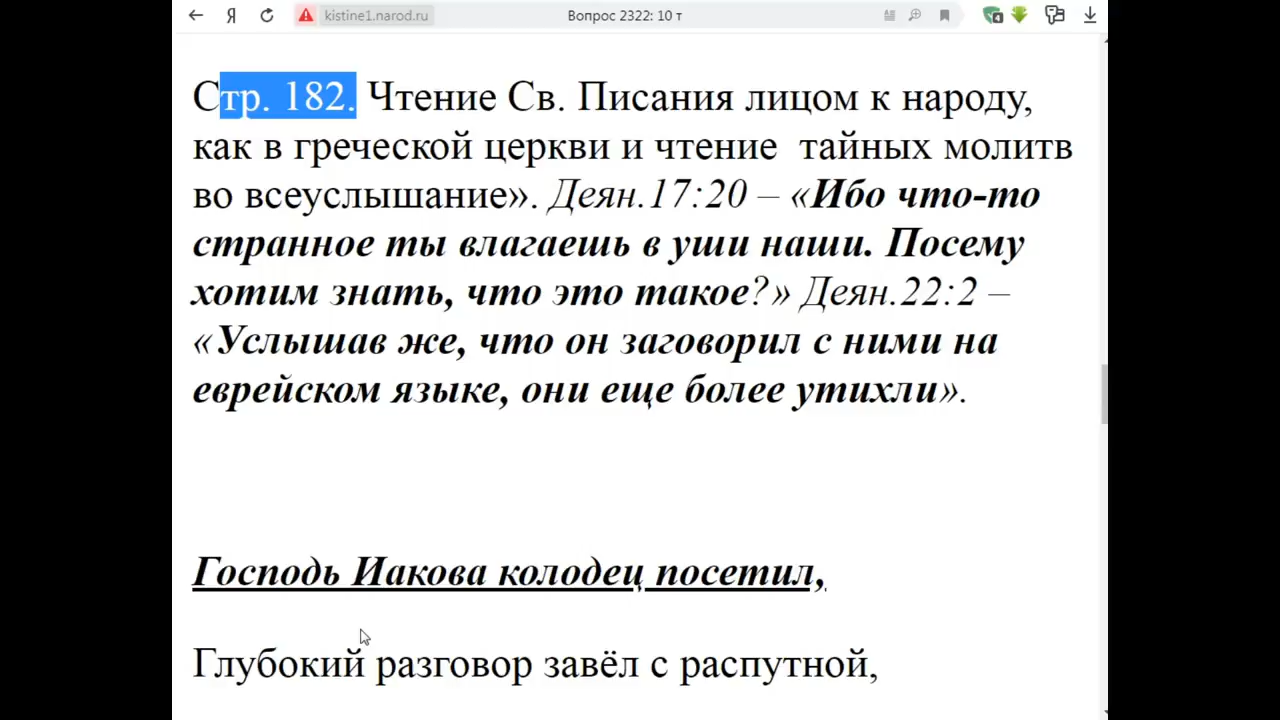 Я kistine1.narod.ru Вопрос 2322: 10 т
Стр. 182. Чтение Св. Писания лицом к народу,
как в греческой церкви и чтение тайных молитв
во всеуслышание». Деян.17:20 – «Ибо что-то
странное ты влагаешь в уши наши. Посему
хотим знать, что это такое?» Деян.22:2 –
«Услышав же, что он заговорил с ними на
еврейском языке, они еще более утихли».
Господь Иакова колодец посетил,
Глубокий разговор завёл с распутной,